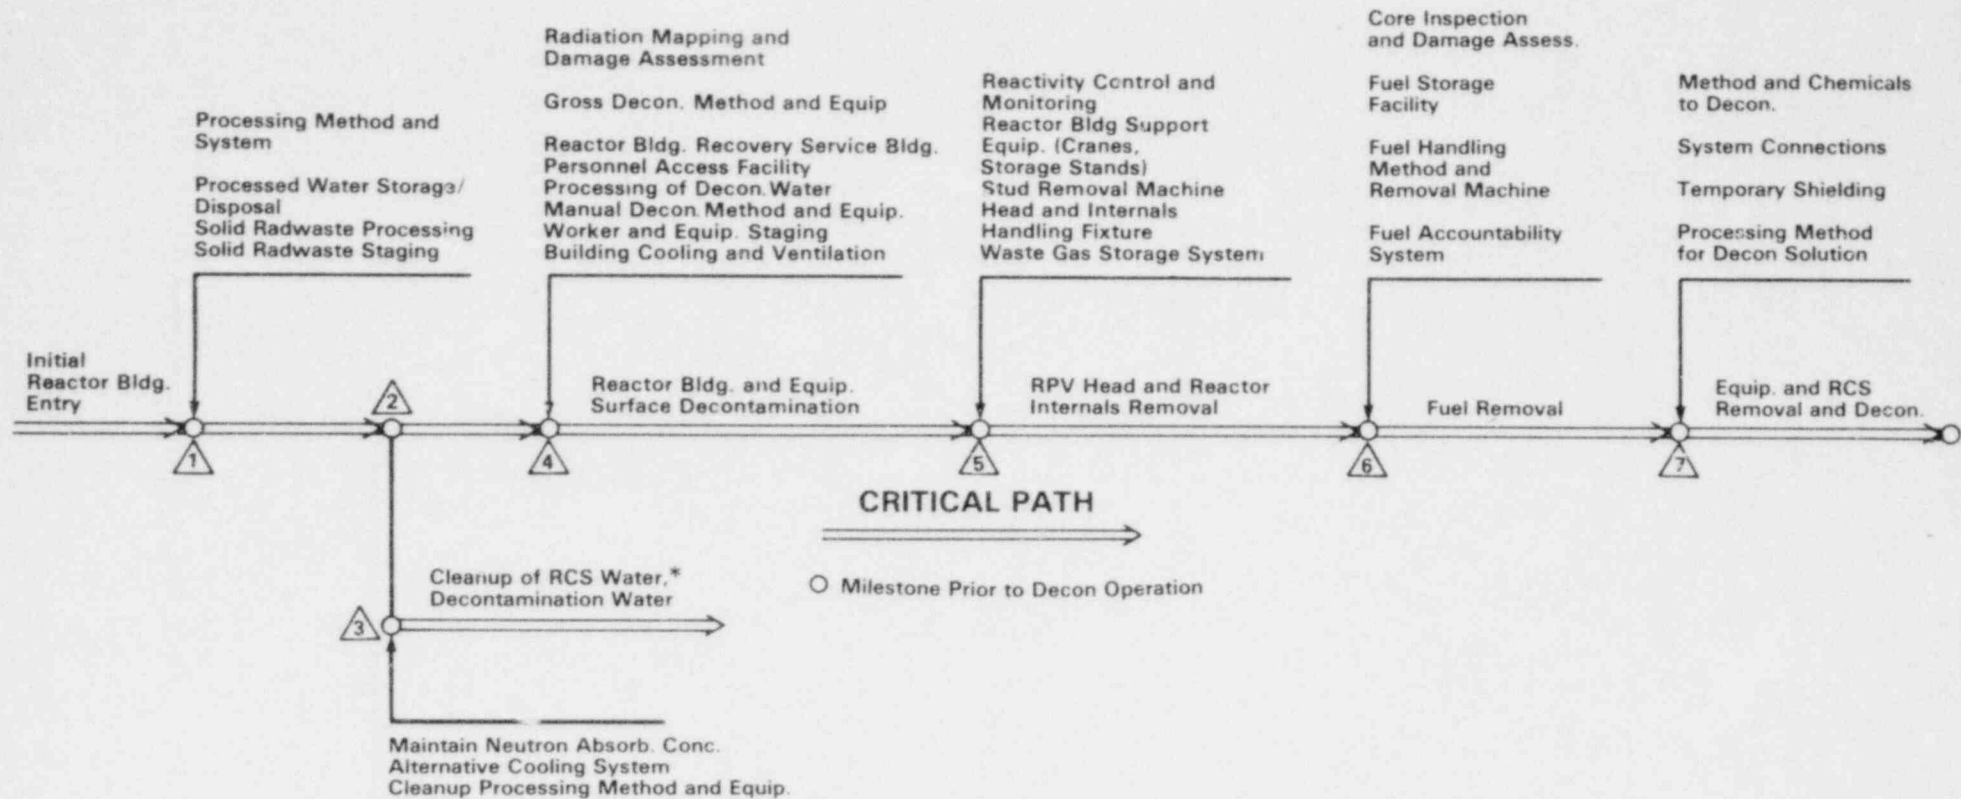 Processing Method and
System
Processed Water Storage/
Disposal
Solid Radwaste Processing
Solid Radwaste Staging
Radiation Mapping and
Damage Assessment
Gross Decon. Method and Equip
Reactor Bldg. Recovery Service Bldg.
Personnel Access Facility
Processing of Decon. Water
Manual Decon. Method and Equip.
Worker and Equip. Staging
Building Cooling and Ventilation
Reactivity Control and
Monitoring
Reactor Bldg Support
Equip. (Cranes,
Storage Stands)
Stud Removal Machine
Head and Internals
Handling Fixture
Waste Gas Storage System
Core Inspection
and Damage Assess.
Fuel Storage
Facility
Fuel Handling
Method and
Removal Machine
Fuel Accountability
System
Method and Chemicals
to Decon.
System Connections
Temporary Shielding
Processing Method
for Decon Solution
Initial
Reactor Bldg.
Entry
Reactor Bldg. and Equip.
Surface Decontamination
RPV Head and Reactor
Internals Removal
Fuel Removal
Equip. and RCS
Removal and Decon.
1
2
4
5
6
7
CRITICAL PATH
○ Milestone Prior to Decon Operation
3
Cleanup of RCS Water,*
Decontamination Water
Maintain Neutron Absorb. Conc.
Alternative Cooling System
Cleanup Processing Method and Equip.